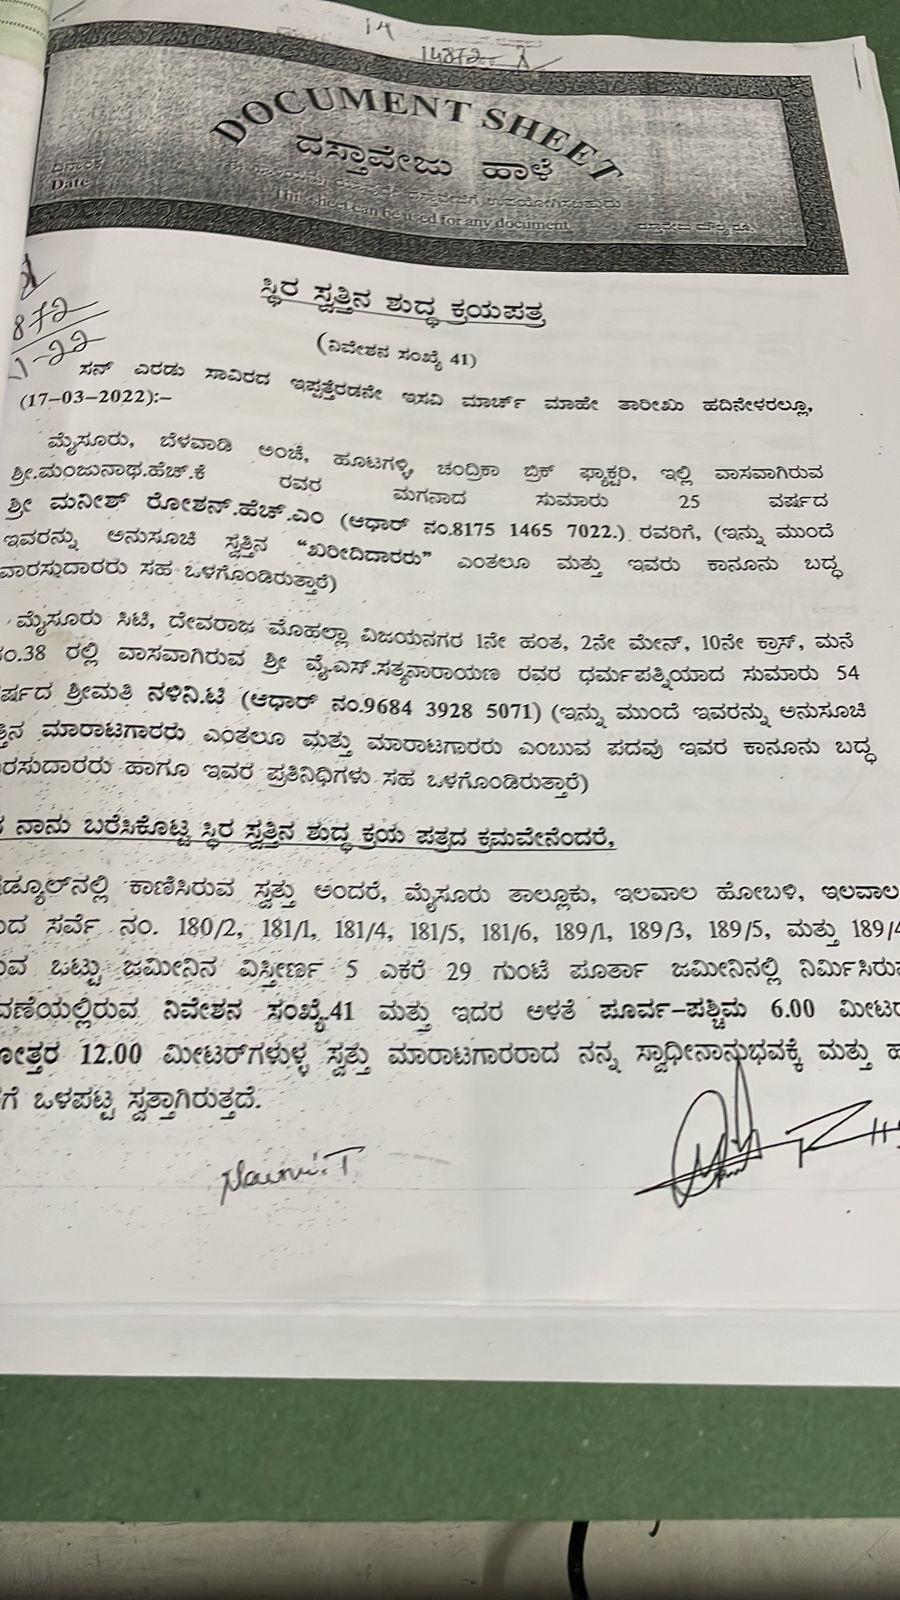 14
14872
DOCUMENT SHEET
ದಸ್ತಾವೇಜು ಹಾಳೆ
ದಿನಾಂಕ
Date
This sheet can be used for any document
ಸ್ಥಿರ ಸ್ವತ್ತಿನ ಶುದ್ಧ ಕ್ರಯಪತ್ರ
(ನಿವೇಶನ ಸಂಖ್ಯೆ 41)
ಸನ್ ಎರಡು ಸಾವಿರದ ಇಪ್ಪತ್ತೆರಡನೇ ಇಸವಿ ಮಾರ್ಚ್ ಮಾಹೇ ತಾರೀಖು ಹದಿನೇಳರಲ್ಲೂ,
(17-03-2022):-
ಮೈಸೂರು, ಬೆಳವಾಡಿ ಅಂಚೆ, ಹೂಟಗಳ್ಳಿ, ಚಂದ್ರಿಕಾ ಬ್ರಿಕ್ ಫ್ಯಾಕ್ಟರಿ, ಇಲ್ಲಿ ವಾಸವಾಗಿರುವ
ಶ್ರೀ.ಮಂಜುನಾಥ.ಹೆಚ್.ಕೆ ರವರ ಮಗನಾದ ಸುಮಾರು 25 ವರ್ಷದ
ಶ್ರೀ ಮನೀಶ್ ರೋಶನ್.ಹೆಚ್.ಎಂ (ಆಧಾರ್ ನಂ.8175 1465 7022.) ರವರಿಗೆ, (ಇನ್ನು ಮುಂದೆ
ಇವರನ್ನು ಅನುಸೂಚಿ ಸ್ವತ್ತಿನ "ಖರೀದಿದಾರರು" ಎಂತಲೂ ಮತ್ತು ಇವರು ಕಾನೂನು ಬದ್ಧ
ವಾರಸುದಾರರು ಸಹ ಒಳಗೊಂಡಿರುತ್ತಾರೆ)
ಮೈಸೂರು ಸಿಟಿ, ದೇವರಾಜ ಮೊಹಲ್ಲಾ ವಿಜಯನಗರ 1ನೇ ಹಂತ, 2ನೇ ಮೇನ್, 10ನೇ ಕ್ರಾಸ್, ಮನೆ
ನಂ.38 ರಲ್ಲಿ ವಾಸವಾಗಿರುವ ಶ್ರೀ ವೈ.ಎಸ್.ಸತ್ಯನಾರಾಯಣ ರವರ ಧರ್ಮಪತ್ನಿಯಾದ ಸುಮಾರು 54
ರ್ಷದ ಶ್ರೀಮತಿ ನಳಿನಿ.ಟಿ (ಆಧಾರ್ ನಂ.9684 3928 5071) (ಇನ್ನು ಮುಂದೆ ಇವರನ್ನು ಅನುಸೂಚಿ
ತ್ತಿನ ಮಾರಾಟಗಾರರು ಎಂತಲೂ ಮತ್ತು ಮಾರಾಟಗಾರರು ಎಂಬುವ ಪದವು ಇವರ ಕಾನೂನು ಬದ್ಧ
ರಸುದಾರರು ಹಾಗೂ ಇವರ ಪ್ರತಿನಿಧಿಗಳು ಸಹ ಒಳಗೊಂಡಿರುತ್ತಾರೆ)
ನಾನು ಬರೆಸಿಕೊಟ್ಟ ಸ್ಥಿರ ಸ್ವತ್ತಿನ ಶುದ್ಧ ಕ್ರಯ ಪತ್ರದ ಕ್ರಮವೇನೆಂದರೆ,
ಡ್ಯೂಲ್‌ನಲ್ಲಿ ಕಾಣಿಸಿರುವ ಸ್ವತ್ತು ಅಂದರೆ, ಮೈಸೂರು ತಾಲ್ಲೂಕು, ಇಲವಾಲ ಹೋಬಳಿ, ಇಲವಾಲ
ದ ಸರ್ವೆ ನಂ. 180/2, 181/1, 181/4, 181/5, 181/6, 189/1, 189/3, 189/5, ಮತ್ತು 189/4
ವ ಒಟ್ಟು ಜಮೀನಿನ ವಿಸ್ತೀರ್ಣ 5 ಎಕರೆ 29 ಗುಂಟೆ ಪೂರ್ತಾ ಜಮೀನಿನಲ್ಲಿ ನಿರ್ಮಿಸಿರುವ
ವಣೆಯಲ್ಲಿರುವ ನಿವೇಶನ ಸಂಖ್ಯೆ.41 ಮತ್ತು ಇದರ ಅಳತೆ ಪೂರ್ವ-ಪಶ್ಚಿಮ 6.00 ಮೀಟರ್
ೋತ್ತರ 12.00 ಮೀಟರ್‌ಗಳುಳ್ಳ ಸ್ವತ್ತು ಮಾರಾಟಗಾರರಾದ ನನ್ನ ಸ್ವಾಧೀನಾನುಭವಕ್ಕೆ ಮತ್ತು ಹ
ಗೆ ಒಳಪಟ್ಟ ಸ್ವತ್ತಾಗಿರುತ್ತದೆ.
Nalini.T